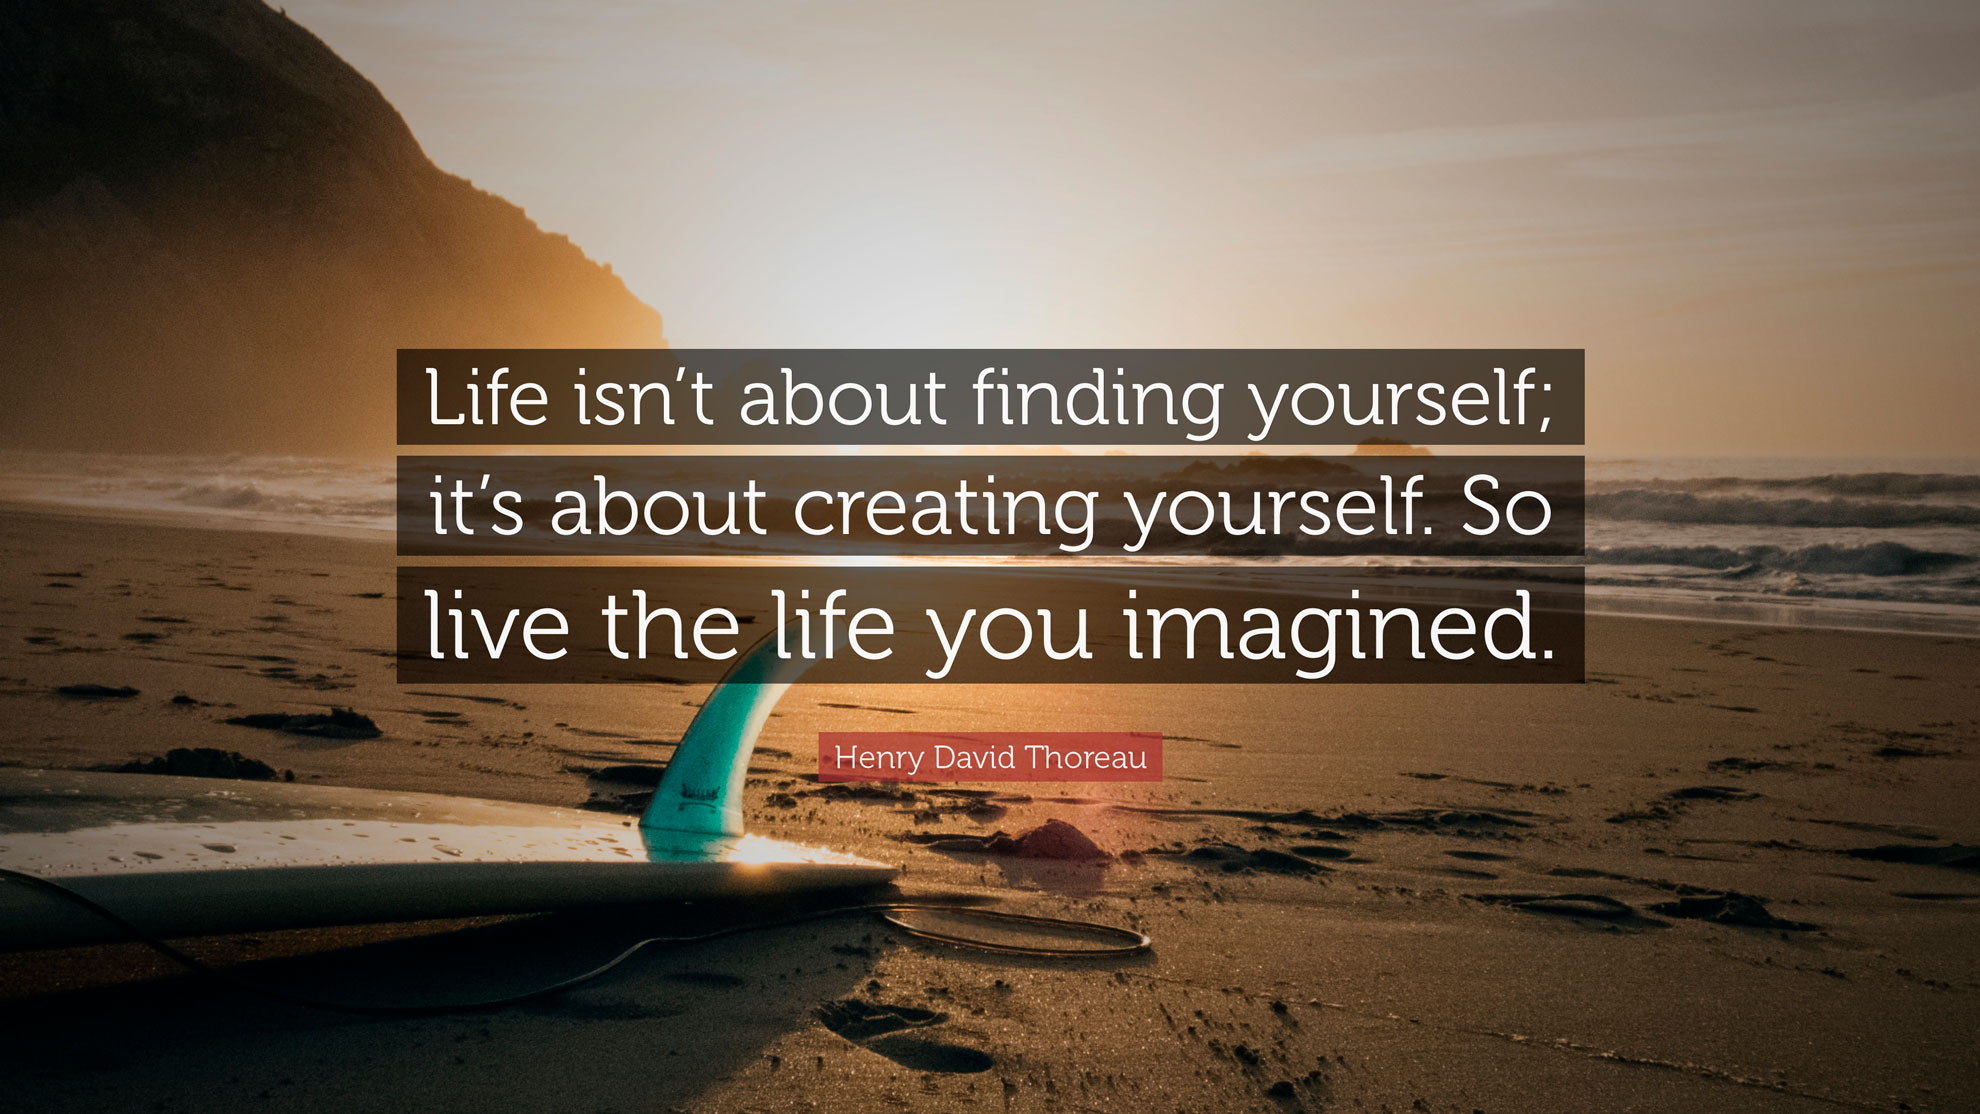 Life isn’t about finding yourself;
it’s about creating yourself. So
live the life you imagined.
Henry David Thoreau